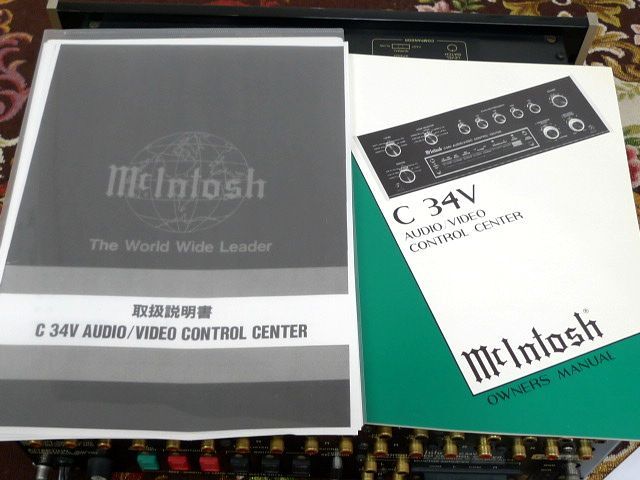 McIntosh
The World Wide Leader
取扱説明書
C 34V AUDIO/VIDEO CONTROL CENTER
COMPANDER
C 34V
AUDIO/VIDEO
CONTROL CENTER
McIntosh®
OWNERS MANUAL